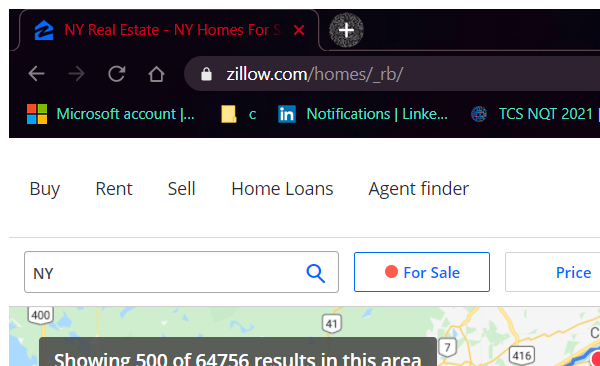 NY Real Estate - NY Homes For S
zillow.com/homes/_rb/
Microsoft account |... c Notifications | Linke... TCS NQT 2021 |
Buy Rent Sell Home Loans Agent finder
NY For Sale Price
400
41
7
416
C
Showing 500 of 64756 results in this area